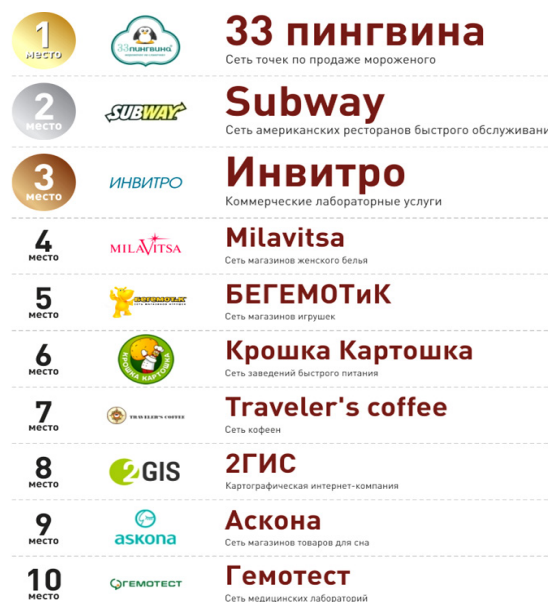 1
место
33 пингвина
33 пингвина
Сеть точек по продаже мороженого
2
место
SUBWAY
Subway
Сеть американских ресторанов быстрого обслуживани
3
место
ИНВИТРО
Инвитро
Коммерческие лабораторные услуги
4
место
MILAVITSA
Milavitsa
Сеть магазинов женского белья
5
место
Бегемотик
БЕГЕМОТиК
Сеть магазинов игрушек
6
место
КРОШКА КАРТОШКА
Крошка Картошка
Сеть заведений быстрого питания
7
место
TRAVELER'S COFFEE
Traveler's coffee
Сеть кофеен
8
место
2GIS
2ГИС
Картографическая интернет-компания
9
место
askona
Аскона
Сеть магазинов товаров для сна
10
место
ГЕМОТЕСТ
Гемотест
Сеть медицинских лабораторий